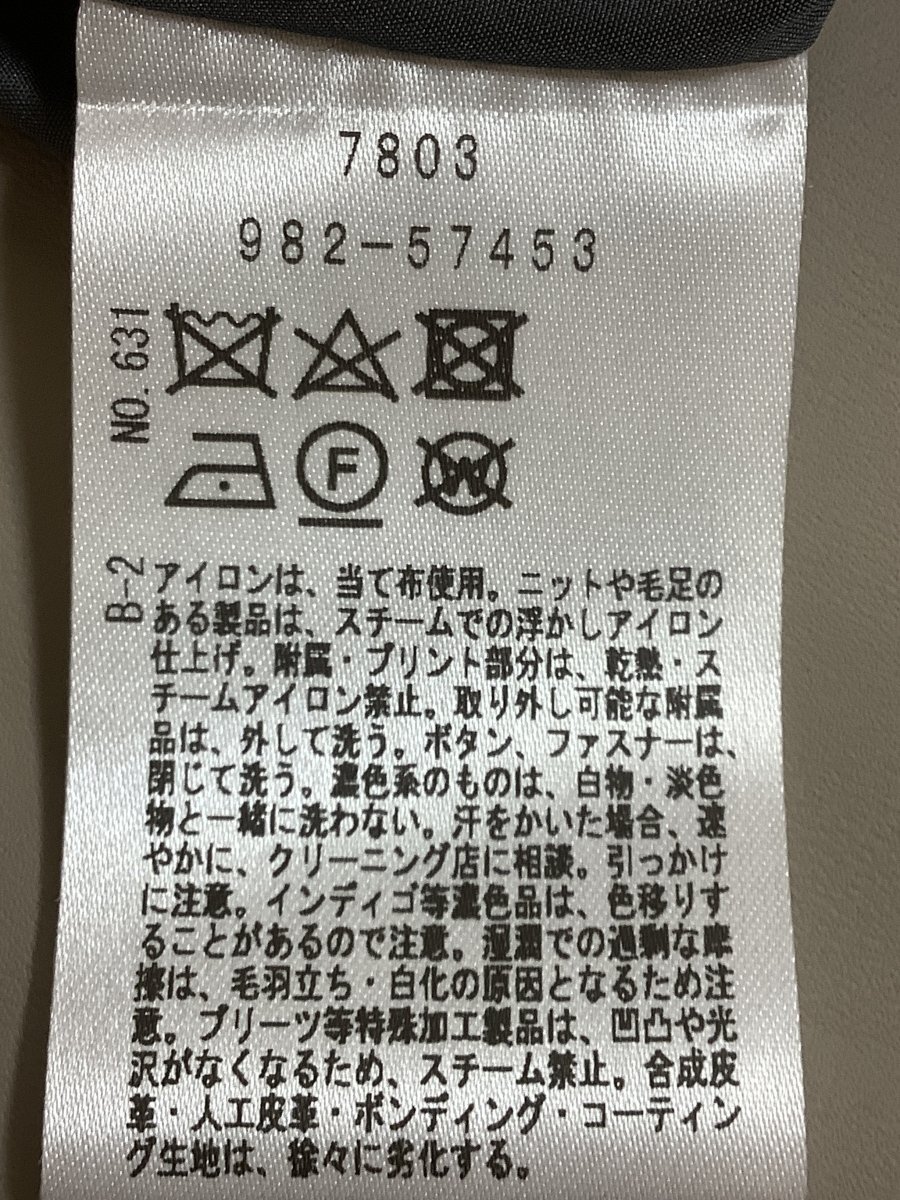 7803
982-57453
NO. 631
F
W
B-2
アイロンは、当て布使用。ニットや毛足の
ある製品は、スチームでの浮かしアイロン
仕上げ。附属・プリント部分は、乾熱・ス
チームアイロン禁止。取り外し可能な附属
品は、外して洗う。ボタン、ファスナーは、
閉じて洗う。濃色系のものは、白物・淡色
物と一緒に洗わない。汗をかいた場合、速
やかに、クリーニング店に相談。引っかけ
に注意。インディゴ等濃色品は、色移りす
ることがあるので注意。湿潤での過剰な摩
擦は、毛羽立ち・白化の原因となるため注
意。プリーツ等特殊加工製品は、凹凸や光
沢がなくなるため、スチーム禁止。合成皮
革・人工皮革・ボンディング・コーティン
グ生地は、徐々に劣化する。